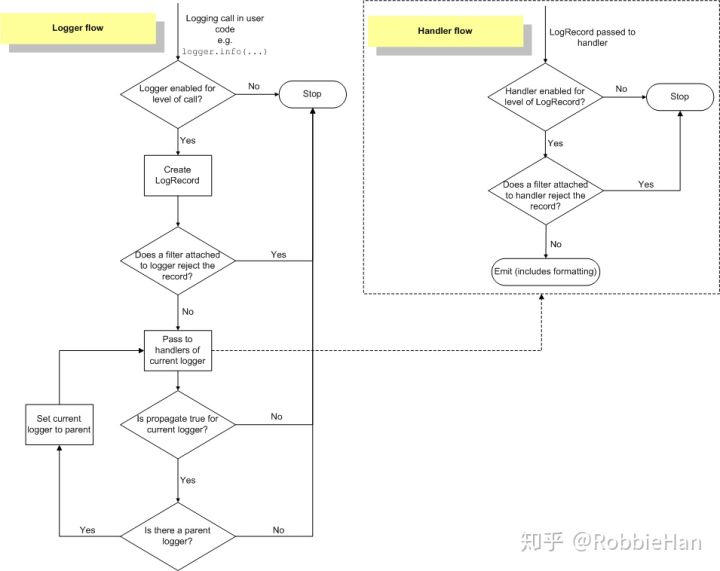 Logger flow
Logging call in user
code
e.g.
logger.info(...)
Logger enabled for
level of call?
No
Stop
Yes
Create
LogRecord
Does a filter attached
to logger reject the
record?
Yes
No
Pass to
handlers of
current logger
Set current
logger to parent
Is propagate true for
current logger?
No
Yes
Is there a parent
logger?
Yes
No
Handler flow
LogRecord passed to
handler
Handler enabled for
level of LogRecord?
No
Stop
Yes
Does a filter attached
to handler reject the
record?
Yes
No
Emit (includes formatting)
知乎 @RobbieHan